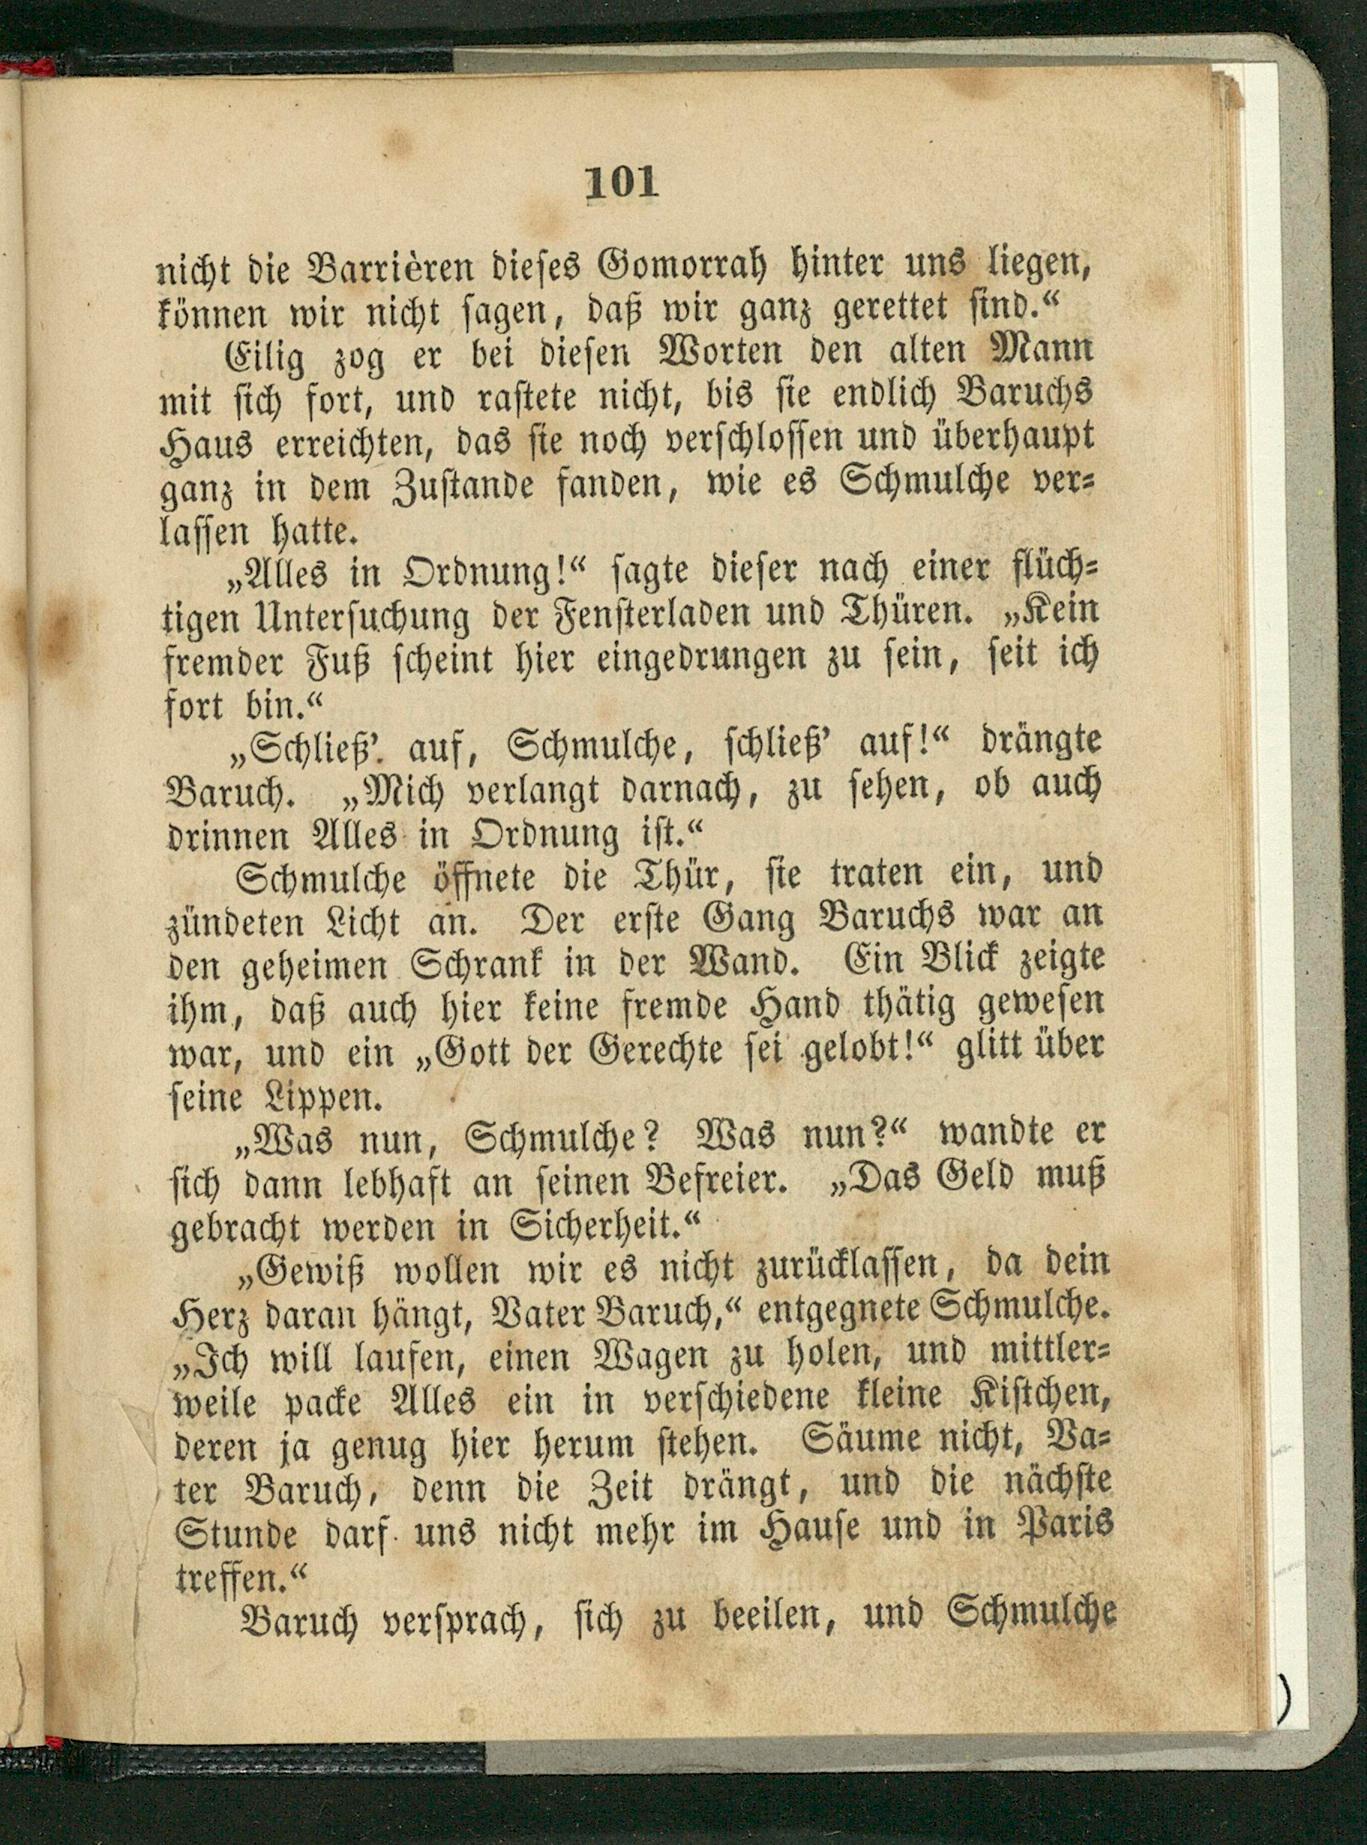 101
nicht die Barrièren dieses Gomorrah hinter uns liegen,
können wir nicht sagen, daß wir ganz gerettet sind.“
Eilig zog er bei diesen Worten den alten Mann
mit sich fort, und rastete nicht, bis sie endlich Baruchs
Haus erreichten, das sie noch verschlossen und überhaupt
ganz in dem Zustande fanden, wie es Schmulche ver-
lassen hatte.
„Alles in Ordnung!“ sagte dieser nach einer flüch-
tigen Untersuchung der Fensterladen und Thüren. „Kein
fremder Fuß scheint hier eingedrungen zu sein, seit ich
fort bin.“
„Schließ’ auf, Schmulche, schließ’ auf!“ drängte
Baruch. „Mich verlangt darnach, zu sehen, ob auch
drinnen Alles in Ordnung ist.“
Schmulche öffnete die Thür, sie traten ein, und
zündeten Licht an. Der erste Gang Baruchs war an
den geheimen Schrank in der Wand. Ein Blick zeigte
ihm, daß auch hier keine fremde Hand thätig gewesen
war, und ein „Gott der Gerechte sei gelobt!“ glitt über
seine Lippen.
„Was nun, Schmulche? Was nun?“ wandte er
sich dann lebhaft an seinen Befreier. „Das Geld muß
gebracht werden in Sicherheit.“
„Gewiß wollen wir es nicht zurücklassen, da dein
Herz daran hängt, Vater Baruch,“ entgegnete Schmulche.
„Ich will laufen, einen Wagen zu holen, und mittler-
weile packe Alles ein in verschiedene kleine Kistchen,
deren ja genug hier herum stehen. Säume nicht, Va-
ter Baruch, denn die Zeit drängt, und die nächste
Stunde darf uns nicht mehr im Hause und in Paris
treffen.“
Baruch versprach, sich zu beeilen, und Schmulche